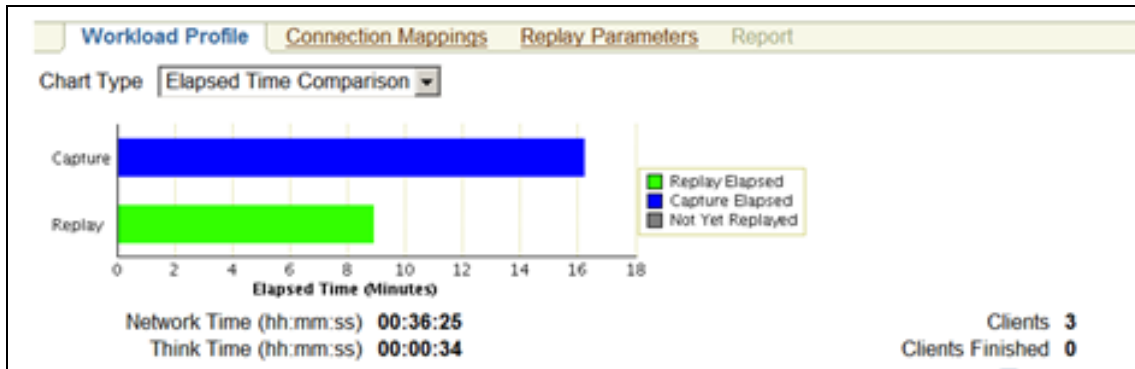 Workload Profile Connection Mappings Replay Parameters Report
Chart Type Elapsed Time Comparison
Capture
Replay
Replay Elapsed
Capture Elapsed
Not Yet Replayed
0 2 4 6 8 10 12 14 16 18
Elapsed Time (Minutes)
Network Time (hh:mm:ss) 00:36:25 Clients 3
Think Time (hh:mm:ss) 00:00:34 Clients Finished 0